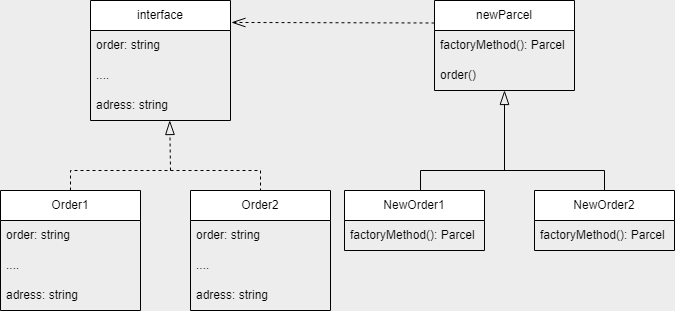 interface
order: string
....
adress: string
newParcel
factoryMethod(): Parcel
order()
Order1
order: string
....
adress: string
Order2
order: string
....
adress: string
NewOrder1
factoryMethod(): Parcel
NewOrder2
factoryMethod(): Parcel